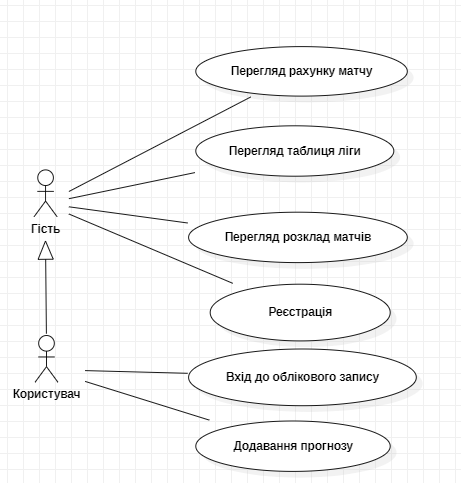 Перегляд рахунку матчу
Перегляд таблиця ліги
Гість
Перегляд розклад матчів
Реєстрація
Користувач
Вхід до облікового запису
Додавання прогнозу